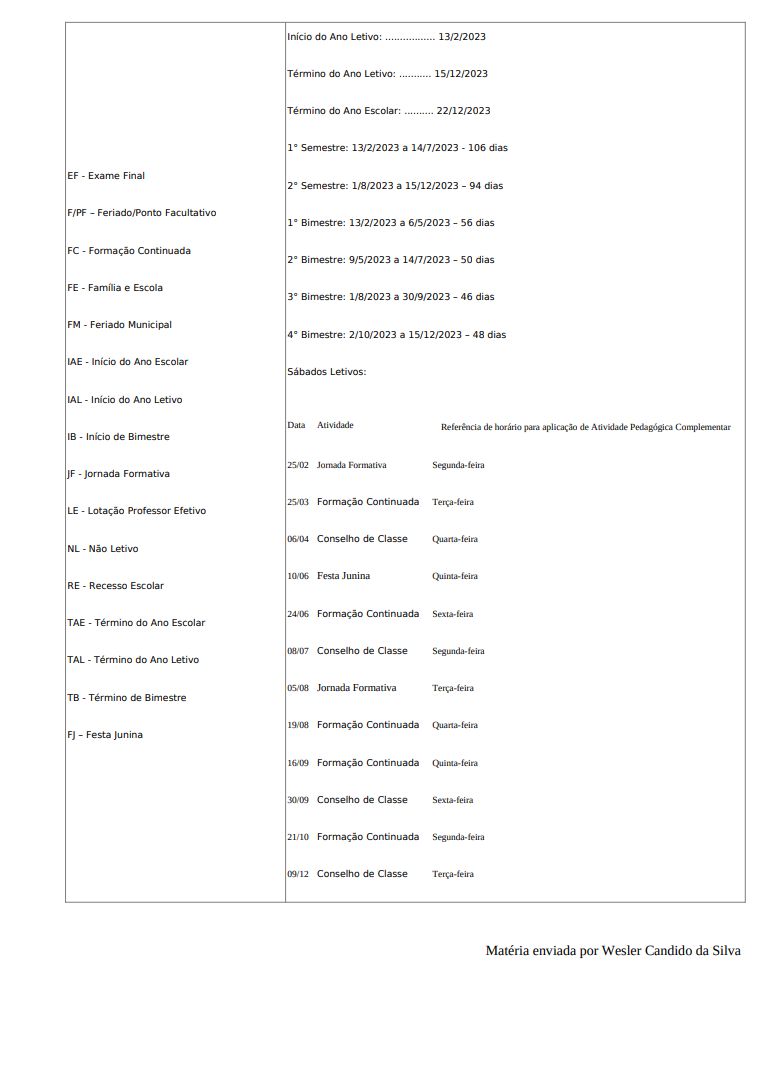 EF - Exame Final
F/PF – Feriado/Ponto Facultativo
FC - Formação Continuada
FE - Família e Escola
FM - Feriado Municipal
IAE - Início do Ano Escolar
IAL - Início do Ano Letivo
IB - Início de Bimestre
JF - Jornada Formativa
LE - Lotação Professor Efetivo
NL - Não Letivo
RE - Recesso Escolar
TAE - Término do Ano Escolar
TAL - Término do Ano Letivo
TB - Término de Bimestre
FJ – Festa Junina
Início do Ano Letivo: ................. 13/2/2023
Término do Ano Letivo: ........... 15/12/2023
Término do Ano Escolar: .......... 22/12/2023
1° Semestre: 13/2/2023 a 14/7/2023 - 106 dias
2° Semestre: 1/8/2023 a 15/12/2023 – 94 dias
1° Bimestre: 13/2/2023 a 6/5/2023 – 56 dias
2° Bimestre: 9/5/2023 a 14/7/2023 – 50 dias
3° Bimestre: 1/8/2023 a 30/9/2023 – 46 dias
4° Bimestre: 2/10/2023 a 15/12/2023 – 48 dias
Sábados Letivos:
Data Atividade Referência de horário para aplicação de Atividade Pedagógica Complementar
25/02 Jornada Formativa Segunda-feira
25/03 Formação Continuada Terça-feira
06/04 Conselho de Classe Quarta-feira
10/06 Festa Junina Quinta-feira
24/06 Formação Continuada Sexta-feira
08/07 Conselho de Classe Segunda-feira
05/08 Jornada Formativa Terça-feira
19/08 Formação Continuada Quarta-feira
16/09 Formação Continuada Quinta-feira
30/09 Conselho de Classe Sexta-feira
21/10 Formação Continuada Segunda-feira
09/12 Conselho de Classe Terça-feira
Matéria enviada por Wesler Candido da Silva